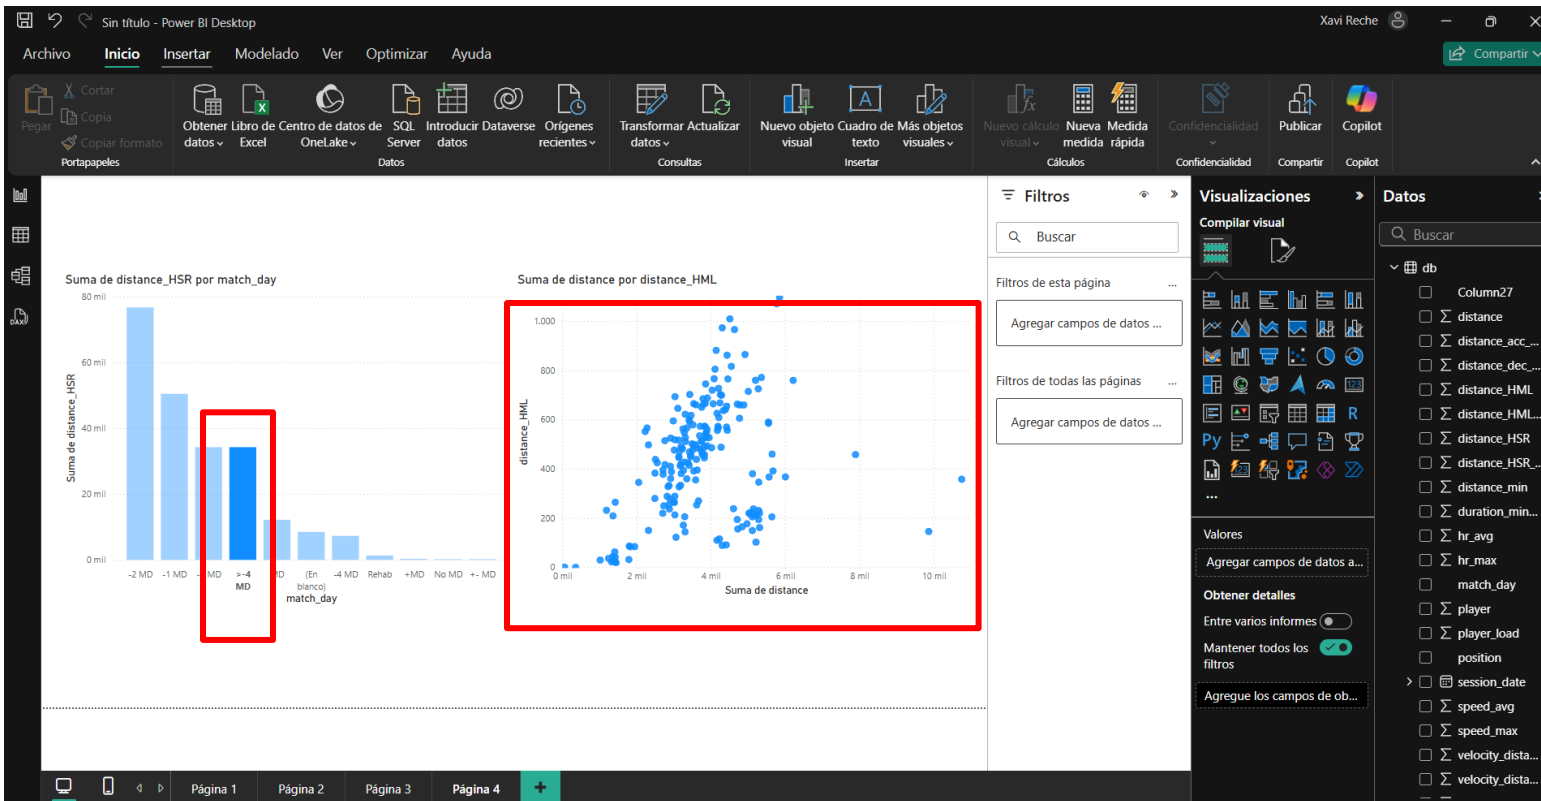 Sin título - Power BI Desktop
Xavi Reche
Archivo Inicio Insertar Modelado Ver Optimizar Ayuda
Compartir
Pegar
Cortar
Copia
Copiar formato
Portapapeles
Obtener datos
Libro de Excel
Centro de datos de OneLake
SQL Server
Introducir datos
Dataverse
Orígenes recientes
Datos
Transformar datos
Actualizar
Consultas
Nuevo objeto visual
Cuadro de texto
Más objetos visuales
Insertar
Nuevo cálculo visual
Nueva medida
Medida rápida
Cálculos
Confidencialidad
Confidencialidad
Publicar
Compartir
Copilot
Copilot
DAX
Suma de distance_HSR por match_day
Suma de distance_HSR
80 mil
60 mil
40 mil
20 mil
0 mil
-2 MD -1 MD >-4 MD (En blanco) -4 MD Rehab +MD No MD +- MD
match_day
Suma de distance por distance_HML
distance_HML
1.000
800
600
400
200
0
0 mil 2 mil 4 mil 6 mil 8 mil 10 mil
Suma de distance
Filtros
Buscar
Filtros de esta página ...
Agregar campos de datos ...
Filtros de todas las páginas ...
Agregar campos de datos ...
Visualizaciones
Compilar visual
123
R
Py
123
...
Valores
Agregar campos de datos a...
Obtener detalles
Entre varios informes
Mantener todos los filtros
Agregue los campos de ob...
Datos
Buscar
db
Column27
distance
distance_acc_...
distance_dec_...
distance_HML
distance_HML...
distance_HSR
distance_HSR_...
distance_min
duration_min...
hr_avg
hr_max
match_day
player
player_load
position
session_date
speed_avg
speed_max
velocity_dista...
velocity_dista...
Página 1 Página 2 Página 3 Página 4 +